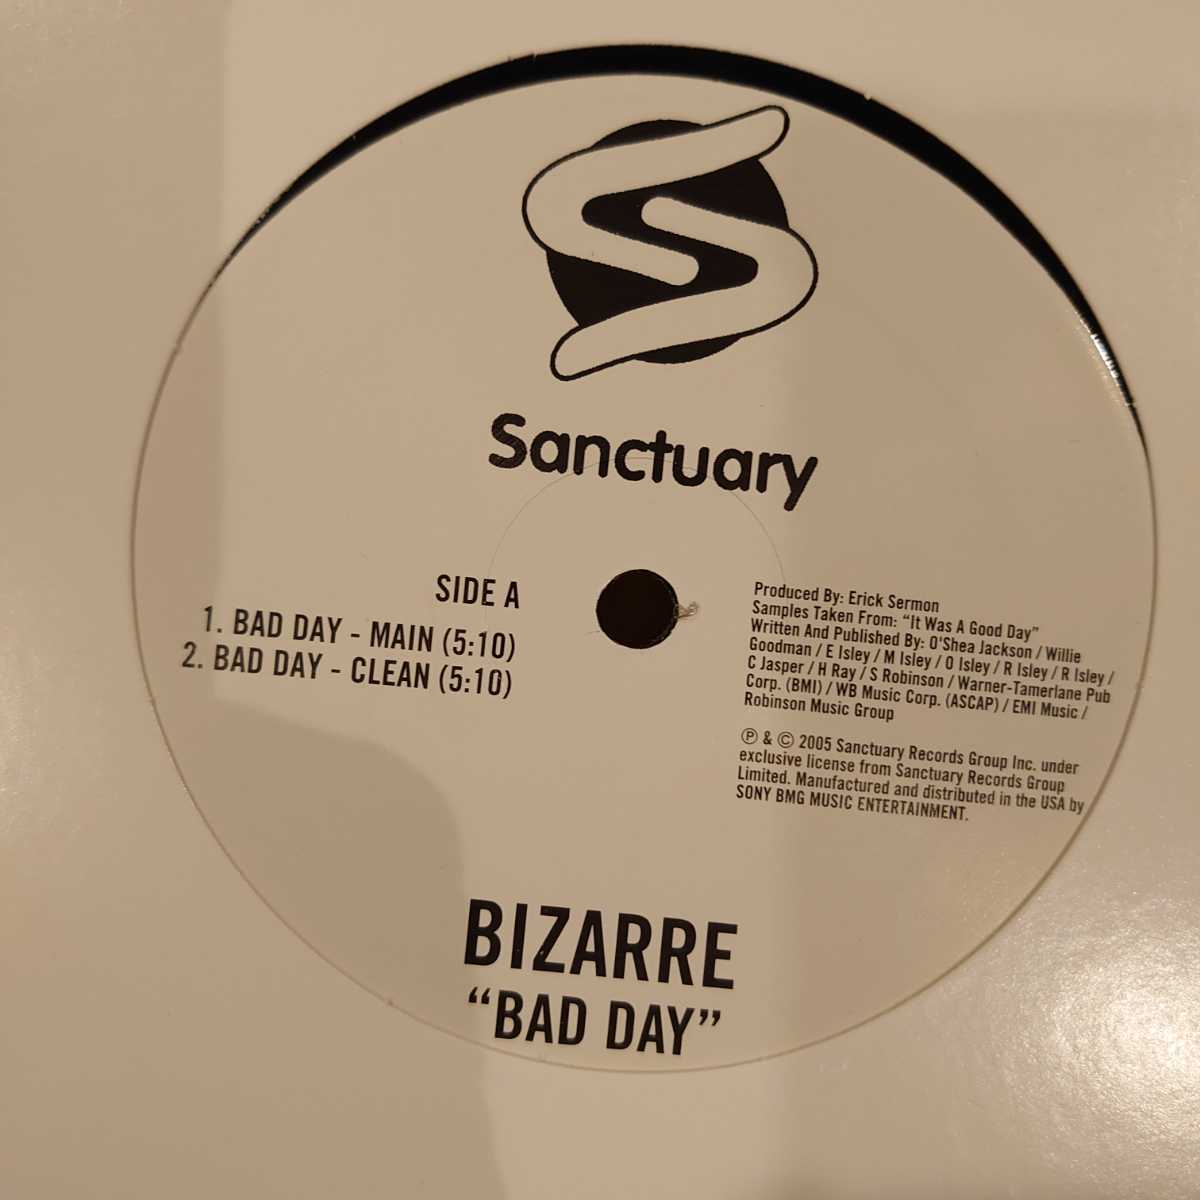 Sanctuary
SIDE A
1. BAD DAY - MAIN (5:10)
2. BAD DAY - CLEAN (5:10)
Produced By: Erick Sermon
Samples Taken From: “It Was A Good Day”
Written And Published By: O'Shea Jackson / Willie
Goodman / E Isley / M Isley / O Isley / R Isley / R Isley /
C Jasper / H Ray / S Robinson / Warner-Tamerlane Pub
Corp. (BMI) / WB Music Corp. (ASCAP) / EMI Music /
Robinson Music Group
℗ & © 2005 Sanctuary Records Group Inc. under
exclusive license from Sanctuary Records Group
Limited. Manufactured and distributed in the USA by
SONY BMG MUSIC ENTERTAINMENT.
BIZARRE
“BAD DAY”